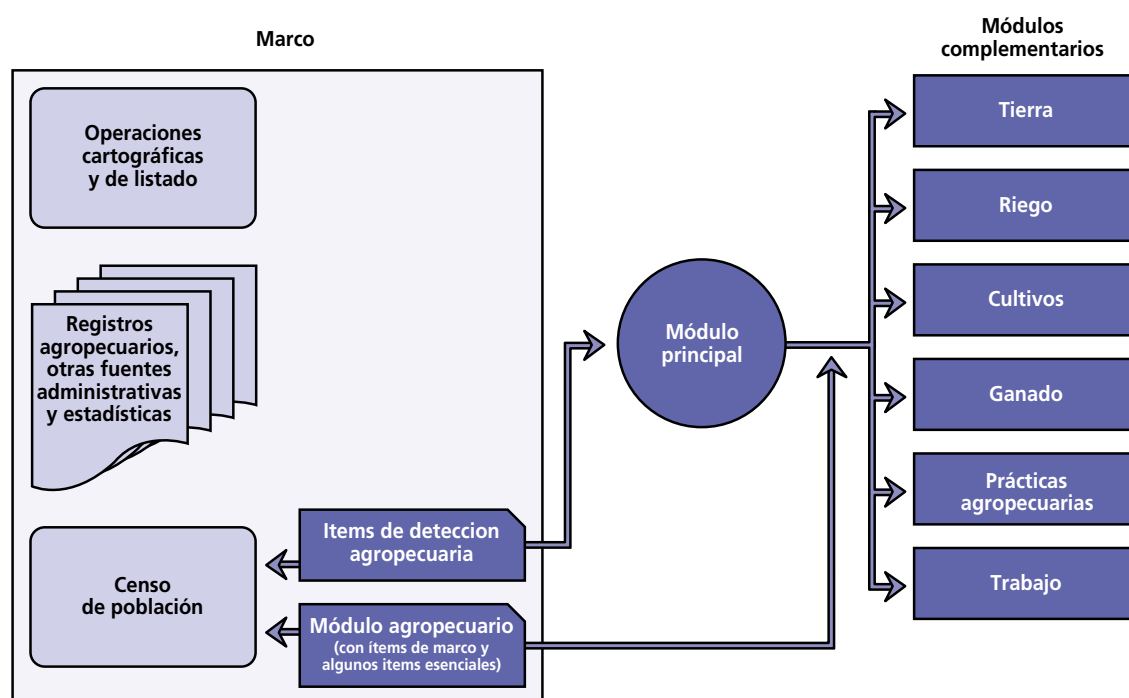 Marco
Operaciones
cartográficas
y de listado
Registros
agropecuarios,
otras fuentes
administrativas
y estadísticas
Censo
de población
Items de deteccion
agropecuaria
Módulo agropecuario
(con ítems de marco y
algunos items esenciales)
Módulo
principal
Módulos
complementarios
Tierra
Riego
Cultivos
Ganado
Prácticas
agropecuarias
Trabajo